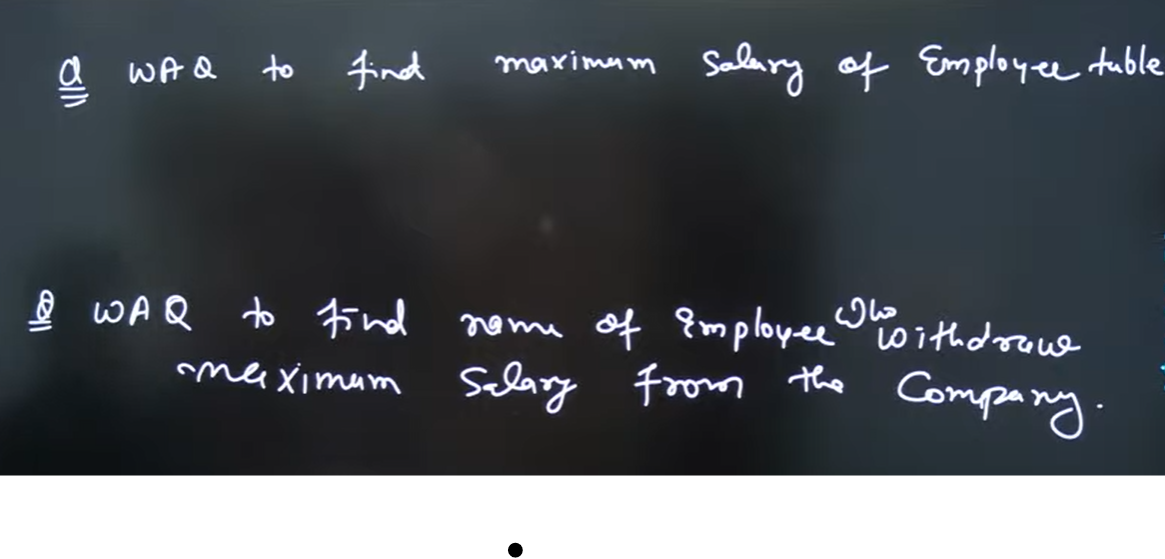 Q WAQ to find maximum Salary of Employee table
Q WAQ to find name of Employee who withdraw
maximum Salary from the Company.